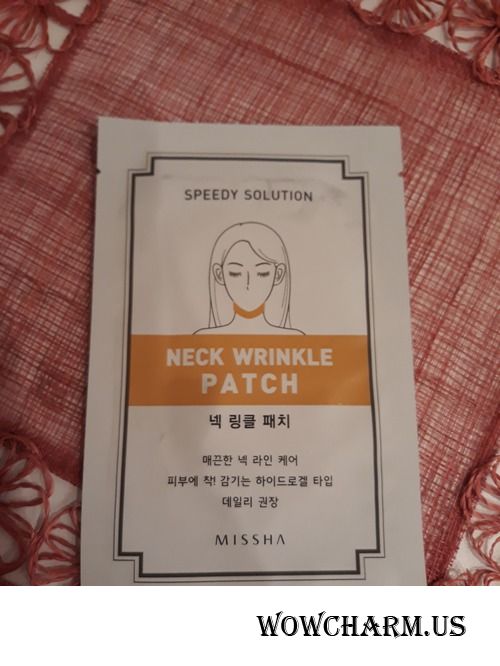 SPEEDY SOLUTION
NECK WRINKLE
PATCH
넥 링클 패치
매끈한 넥 라인 케어
피부에 착! 감기는 하이드로겔 타입
데일리 권장
MISSHA
WOWCHARM.US